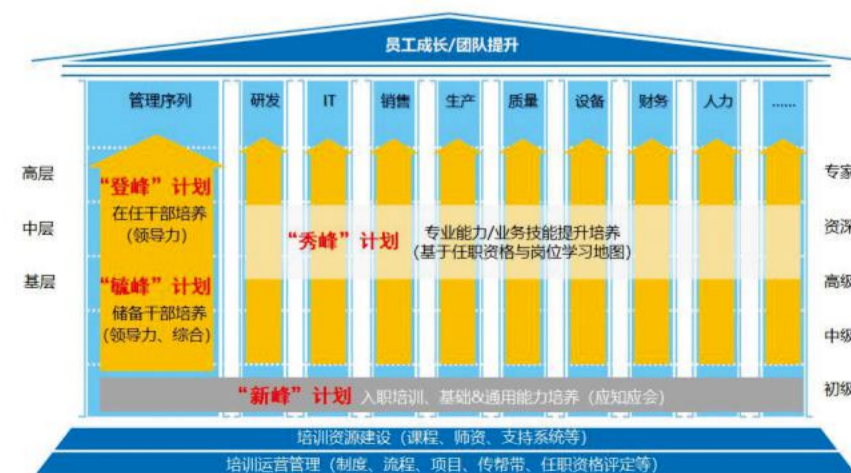 员工成长/团队提升
管理序列
研发
IT
销售
生产
质量
设备
财务
人力
......
高层
中层
基层
“登峰”计划
在任干部培养
(领导力)
“毓峰”计划
储备干部培养
(领导力、综合)
“秀峰”计划
专业能力/业务技能提升培养
(基于任职资格与岗位学习地图)
专家
资深
高级
中级
初级
“新峰”计划 入职培训、基础&通用能力培养（应知应会）
培训资源建设（课程、师资、支持系统等）
培训运营管理（制度、流程、项目、传帮带、任职资格评定等）